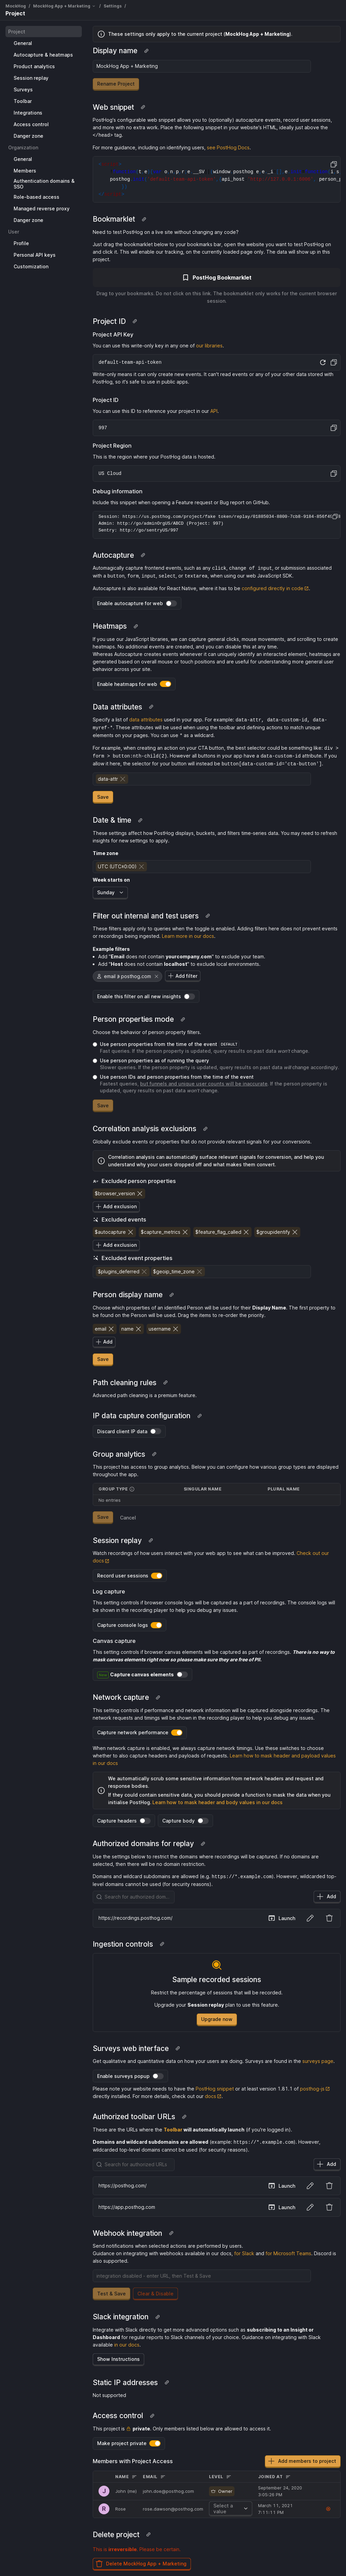 MockHog / MockHog App + Marketing / Settings /
Project
Project
General
Autocapture & heatmaps
Product analytics
Session replay
Surveys
Toolbar
Integrations
Access control
Danger zone
Organization
General
Members
Authentication domains &
SSO
Role-based access
Managed reverse proxy
Danger zone
User
Profile
Personal API keys
Customization
These settings only apply to the current project (MockHog App + Marketing).
Display name
MockHog App + Marketing
Rename Project
Web snippet
PostHog's configurable web snippet allows you to (optionally) autocapture events, record user sessions,
and more with no extra work. Place the following snippet in your website's HTML, ideally just above the
</head> tag.
For more guidance, including on identifying users, see PostHog Docs.
Bookmarklet
Need to test PostHog on a live site without changing any code?
Just drag the bookmarklet below to your bookmarks bar, open the website you want to test PostHog on and
click it. This will enable our tracking, on the currently loaded page only. The data will show up in this
project.
PostHog Bookmarklet
Drag to your bookmarks. Do not click on this link. The bookmarklet only works for the current browser
session.
Project ID
Project API Key
You can use this write-only key in any one of our libraries.
default-team-api-token
Write-only means it can only create new events. It can't read events or any of your other data stored with
PostHog, so it's safe to use in public apps.
Project ID
You can use this ID to reference your project in our API.
997
Project Region
This is the region where your PostHog data is hosted.
US Cloud
Debug information
Include this snippet when opening a Feature request or Bug report on GitHub.
Admin: http://go/adminOrgUS/ABCD (Project: 997)
Sentry: http://go/sentryUS/997
Autocapture
Automagically capture frontend events, such as any click, change of input, or submission associated
with a button, form, input, select, or textarea, when using our web JavaScript SDK.
Autocapture is also available for React Native, where it has to be configured directly in code.
Enable autocapture for web
Heatmaps
If you use our JavaScript libraries, we can capture general clicks, mouse movements, and scrolling to create
heatmaps. No additional events are created, and you can disable this at any time.
Whereas Autocapture creates events whenever it can uniquely identify an interacted element, heatmaps are
generated based on overall mouse or touch positions and are useful for understanding more general user
behavior across your site.
Enable heatmaps for web
Data attributes
Specify a list of data attributes used in your app. For example: data-attr, data-custom-id, data-
myref-*. These attributes will be used when using the toolbar and defining actions to match unique
elements on your pages. You can use * as a wildcard.
For example, when creating an action on your CTA button, the best selector could be something like: div >
form > button:nth-child(2). However all buttons in your app have a data-custom-id attribute. If you
allow it here, the selector for your button will instead be button[data-custom-id='cta-button'].
data-attr
Save
Date & time
These settings affect how PostHog displays, buckets, and filters time-series data. You may need to refresh
insights for new settings to apply.
Time zone
UTC (UTC±0:00)
Week starts on
Sunday
Filter out internal and test users
These filters apply only to queries when the toggle is enabled. Adding filters here does not prevent events
or recordings being ingested. Learn more in our docs.
Example filters
Add "Email does not contain yourcompany.com" to exclude your team.
Add "Host does not contain localhost" to exclude local environments.
email ∌ posthog.com
Add filter
Enable this filter on all new insights
Person properties mode
Choose the behavior of person property filters.
Use person properties from the time of the event DEFAULT
Fast queries. If the person property is updated, query results on past data won't change.
Use person properties as of running the query
Slower queries. If the person property is updated, query results on past data will change accordingly.
Use person IDs and person properties from the time of the event
Fastest queries, but funnels and unique user counts will be inaccurate. If the person property is
updated, query results on past data won't change.
Save
Correlation analysis exclusions
Globally exclude events or properties that do not provide relevant signals for your conversions.
Correlation analysis can automatically surface relevant signals for conversion, and help you
understand why your users dropped off and what makes them convert.
Excluded person properties
$browser_version
Add exclusion
Excluded events
$autocapture $capture_metrics $feature_flag_called $groupidentify
Add exclusion
Excluded event properties
$plugins_deferred $geoip_time_zone
Person display name
Choose which properties of an identified Person will be used for their Display Name. The first property to
be found on the Person will be used. Drag the items to re-order the priority.
email name username
Add
Save
Path cleaning rules
Advanced path cleaning is a premium feature.
IP data capture configuration
Discard client IP data
Group analytics
This project has access to group analytics. Below you can configure how various group types are displayed
throughout the app.
GROUP TYPE SINGULAR NAME PLURAL NAME
No entries
Save Cancel
Session replay
Watch recordings of how users interact with your web app to see what can be improved. Check out our
docs
Record user sessions
Log capture
This setting controls if browser console logs will be captured as a part of recordings. The console logs will
be shown in the recording player to help you debug any issues.
Capture console logs
Canvas capture
This setting controls if browser canvas elements will be captured as part of recordings. There is no way to
mask canvas elements right now so please make sure they are free of PII.
Capture canvas elements
Network capture
This setting controls if performance and network information will be captured alongside recordings. The
network requests and timings will be shown in the recording player to help you debug any issues.
Capture network performance
When network capture is enabled, we always capture network timings. Use these switches to choose
whether to also capture headers and payloads of requests. Learn how to mask header and payload values
in our docs
We automatically scrub some sensitive information from network headers and request and
response bodies.
If they could contain sensitive data, you should provide a function to mask the data when you
initialise PostHog. Learn how to mask header and body values in our docs
Capture headers Capture body
Authorized domains for replay
Use the settings below to restrict the domains where recordings will be captured. If no domains are
selected, then there will be no domain restriction.
Domains and wildcard subdomains are allowed (e.g. https://*.example.com). However, wildcarded top-
level domains cannot be used (for security reasons).
Search for authorized dom...
Add
https://recordings.posthog.com/
Launch
Ingestion controls
Sample recorded sessions
Restrict the percentage of sessions that will be recorded.
Upgrade your Session replay plan to use this feature.
Upgrade now
Surveys web interface
Get qualitative and quantitative data on how your users are doing. Surveys are found in the surveys page.
Enable surveys popup
Please note your website needs to have the PostHog snippet or at least version 1.81.1 of posthog-js
directly installed. For more details, check out our docs.
Authorized toolbar URLs
These are the URLs where the Toolbar will automatically launch (if you're logged in).
Domains and wildcard subdomains are allowed (example: https://*.example.com). However,
wildcarded top-level domains cannot be used (for security reasons).
Search for authorized URLs
Add
https://posthog.com/
Launch
https://app.posthog.com
Launch
Webhook integration
Send notifications when selected actions are performed by users.
Guidance on integrating with webhooks available in our docs, for Slack and for Microsoft Teams. Discord is
also supported.
integration disabled - enter URL, then Test & Save
Test & Save Clear & Disable
Slack integration
Integrate with Slack directly to get more advanced options such as subscribing to an Insight or
Dashboard for regular reports to Slack channels of your choice. Guidance on integrating with Slack
available in our docs.
Show Instructions
Static IP addresses
Not supported
Access control
This project is private. Only members listed below are allowed to access it.
Make project private
Members with Project Access
Add members to project
NAME EMAIL LEVEL JOINED AT
J John (me) john.doe@posthog.com Owner September 24, 2020
3:05:26 PM
R Rose rose.dawson@posthog.com Select a
value March 11, 2021
7:11:11 PM
Delete project
This is irreversible. Please be certain.
Delete MockHog App + Marketing